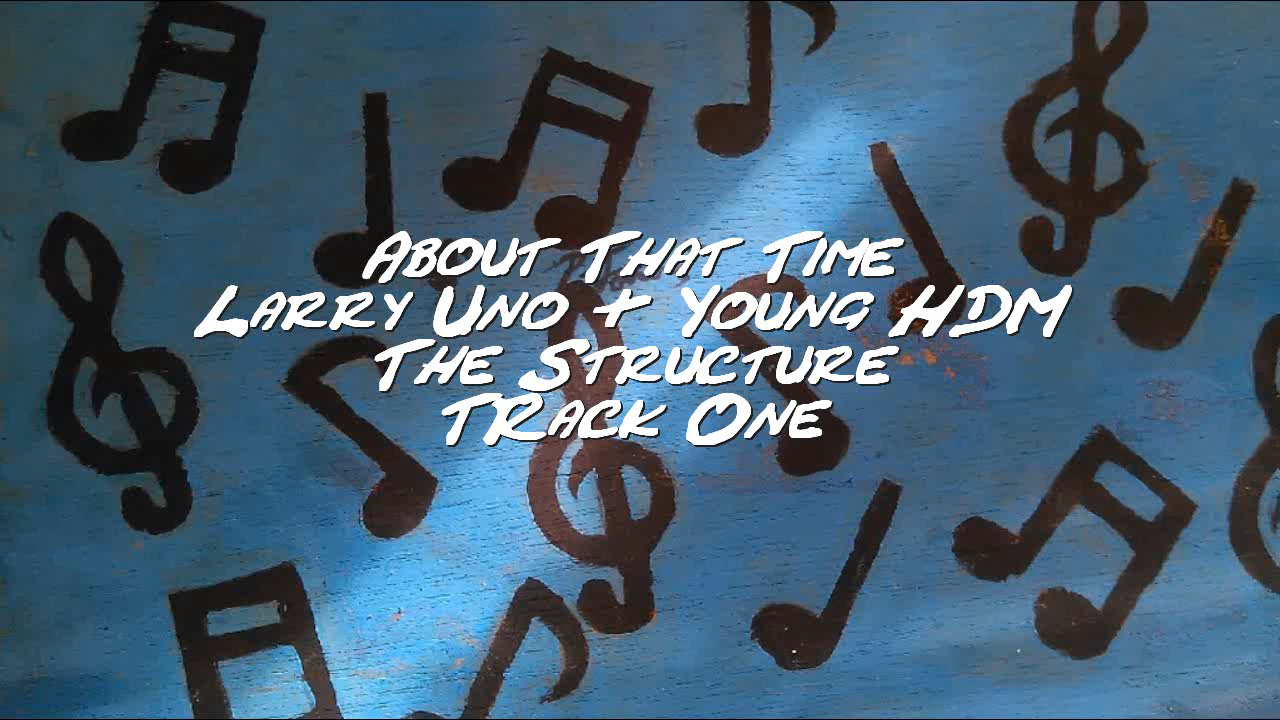 About That Time
Larry Uno + Young HDM
The Structure
Track One